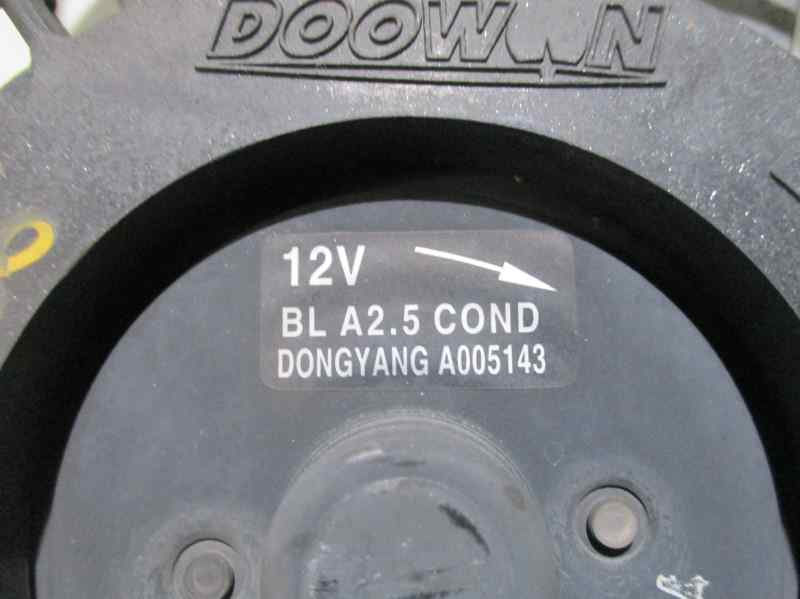 DOOWON
12V
BL A2.5 COND
DONGYANG A005143